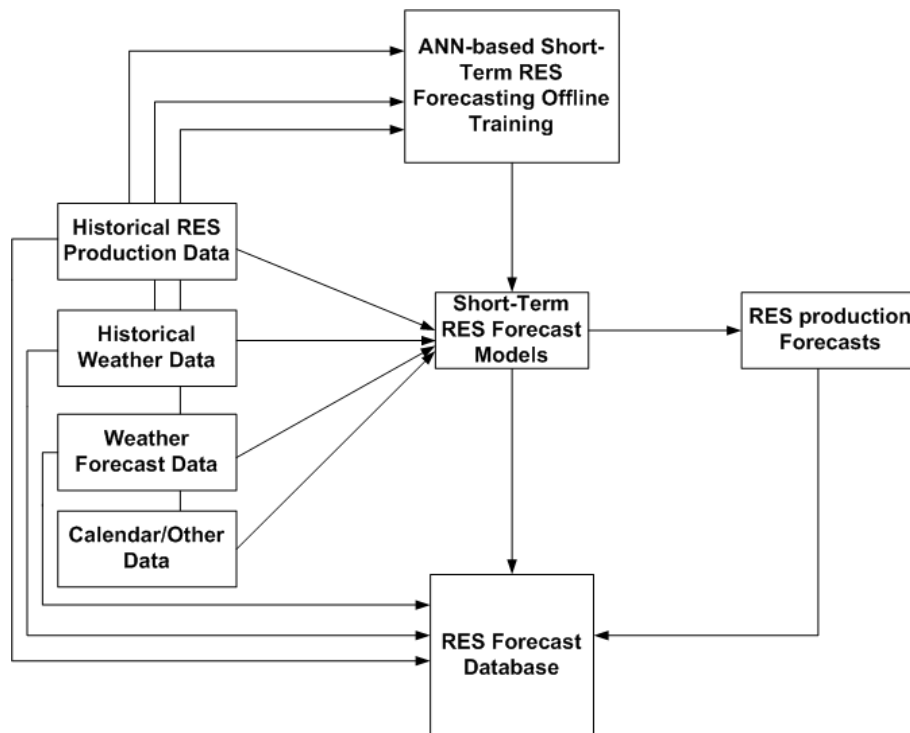 ANN-based Short-
Term RES
Forecasting Offline
Training
Historical RES
Production Data
Short-Term
RES Forecast
Models
RES production
Forecasts
Historical
Weather Data
Weather
Forecast Data
Calendar/Other
Data
RES Forecast
Database